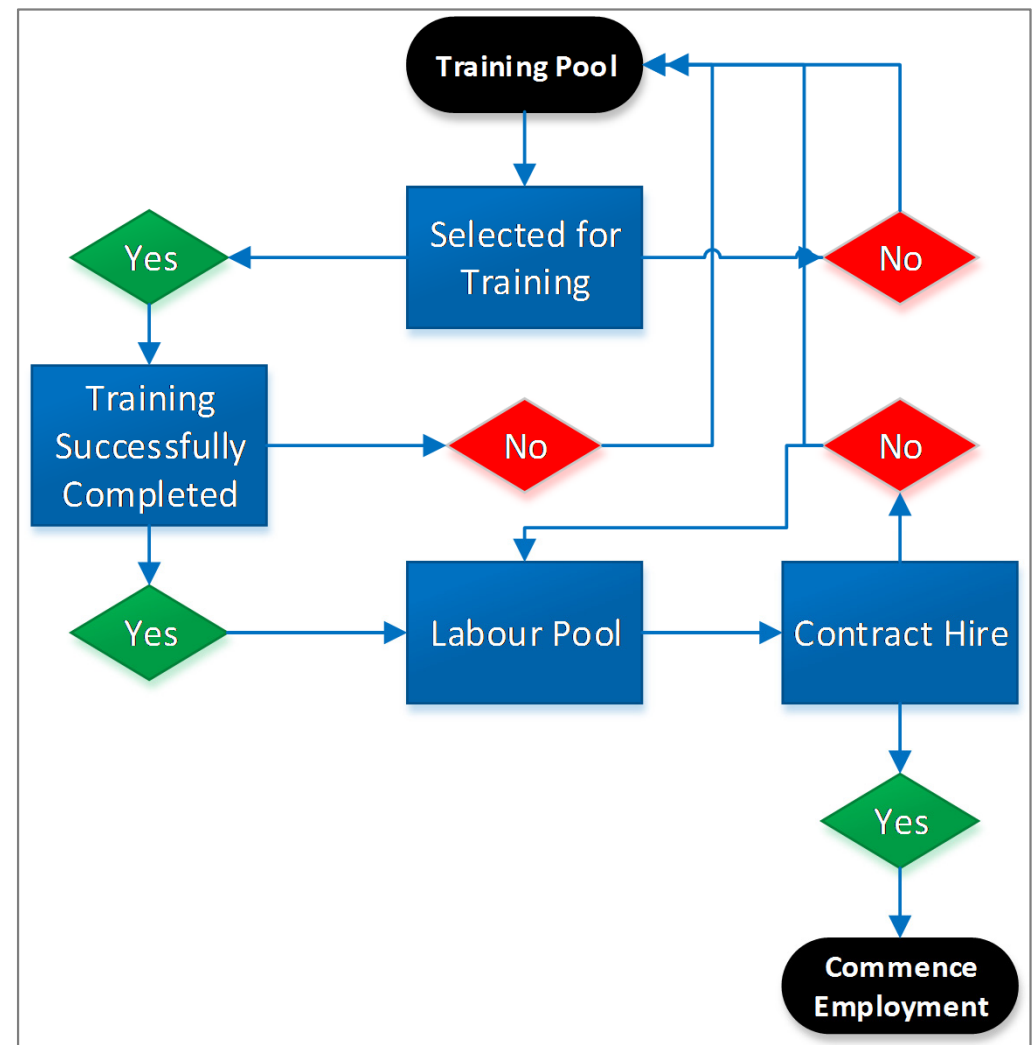 Training Pool
Selected for
Training
Yes
No
Training
Successfully
Completed
No
No
Yes
Labour Pool
Contract Hire
Yes
Commence
Employment